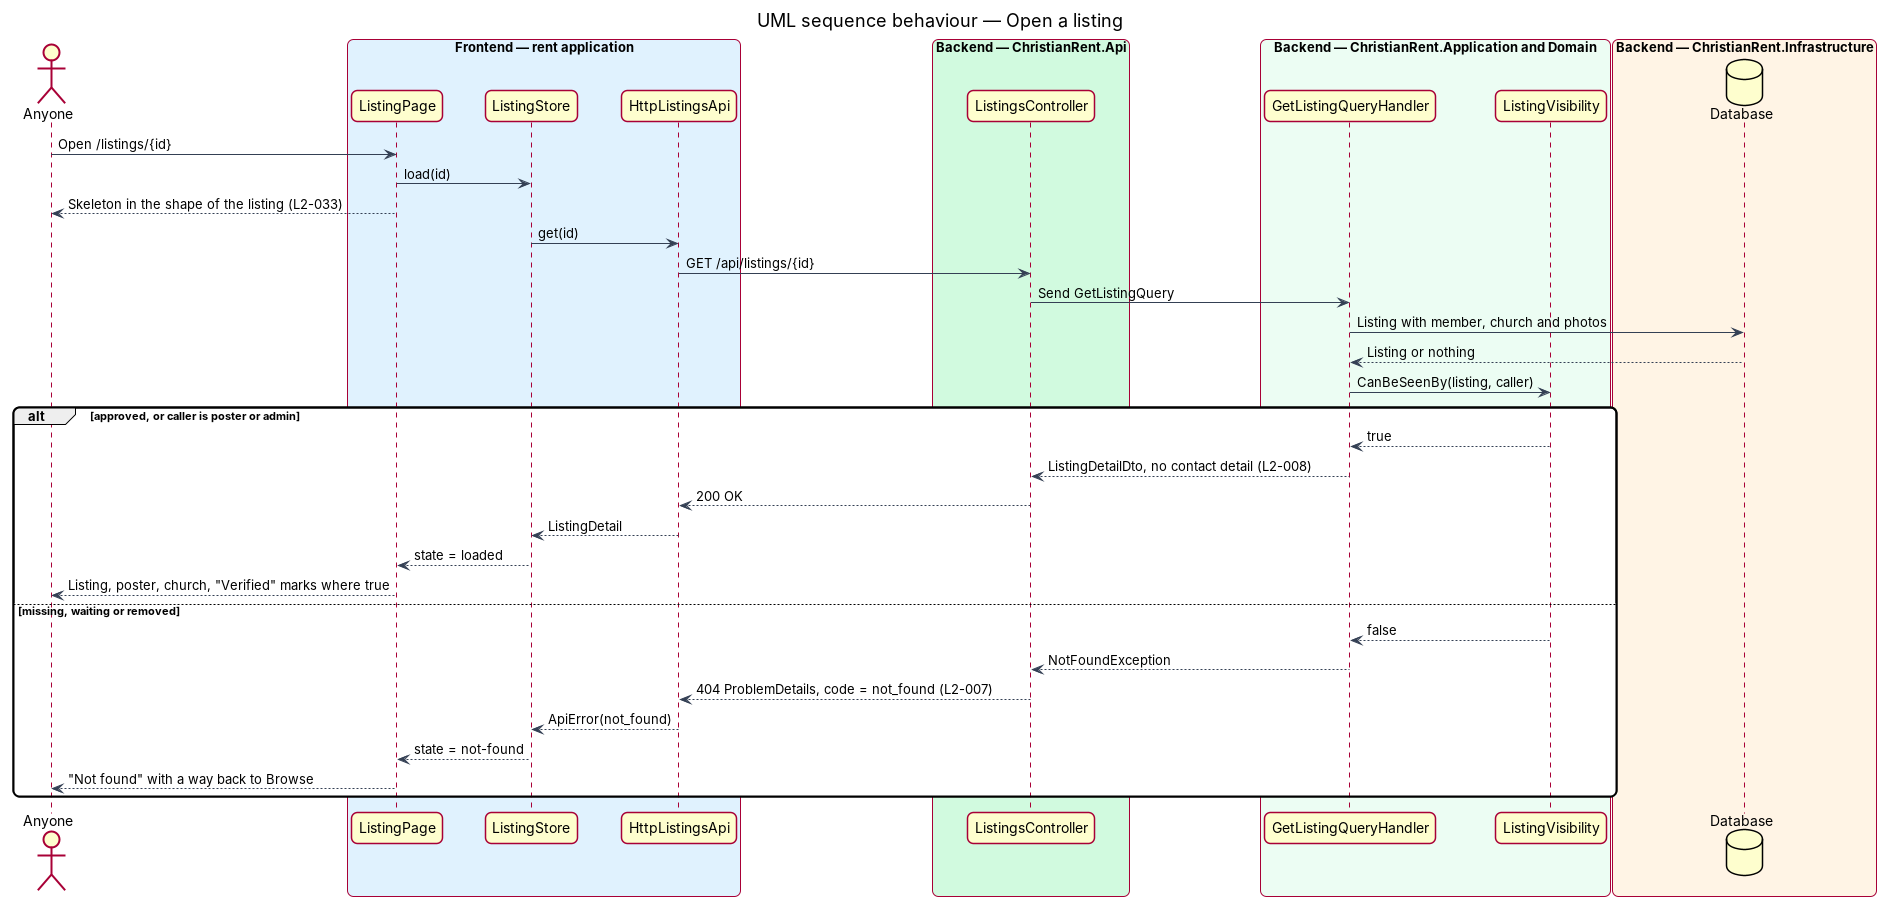 UML sequence behaviour — Open a listing
Frontend — rent application
Backend — ChristianRent.Api
Backend — ChristianRent.Application and Domain
Backend — ChristianRent.Infrastructure
Anyone
ListingPage
ListingStore
HttpListingsApi
ListingsController
GetListingQueryHandler
ListingVisibility
Database
Open /listings/{id}
load(id)
Skeleton in the shape of the listing (L2-033)
get(id)
GET /api/listings/{id}
Send GetListingQuery
Listing with member, church and photos
Listing or nothing
CanBeSeenBy(listing, caller)
alt [approved, or caller is poster or admin]
true
ListingDetailDto, no contact detail (L2-008)
200 OK
ListingDetail
state = loaded
Listing, poster, church, "Verified" marks where true
[missing, waiting or removed]
false
NotFoundException
404 ProblemDetails, code = not_found (L2-007)
ApiError(not_found)
state = not-found
"Not found" with a way back to Browse
Anyone
ListingPage
ListingStore
HttpListingsApi
ListingsController
GetListingQueryHandler
ListingVisibility
Database